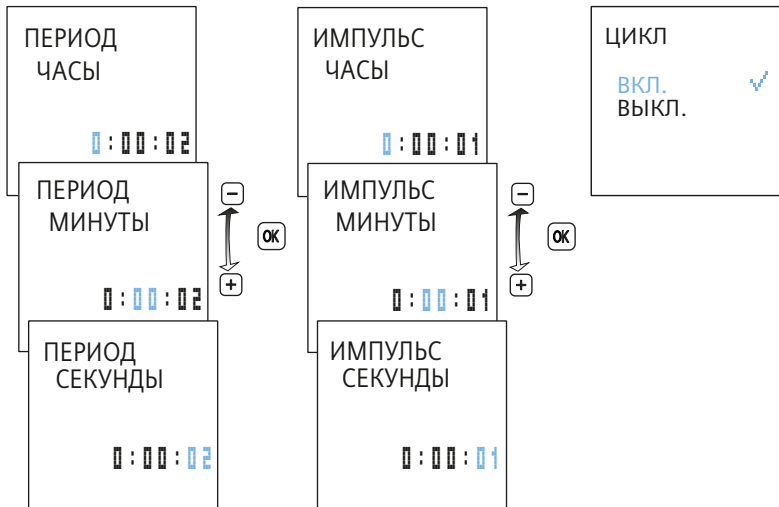 ПЕРИОД
ЧАСЫ
0:00:02
ПЕРИОД
МИНУТЫ
0:00:02
ПЕРИОД
СЕКУНДЫ
0:00:02
−
OK
+
ИМПУЛЬС
ЧАСЫ
0:00:01
ИМПУЛЬС
МИНУТЫ
0:00:01
ИМПУЛЬС
СЕКУНДЫ
0:00:01
−
OK
+
ЦИКЛ
ВКЛ. ✓
ВЫКЛ.